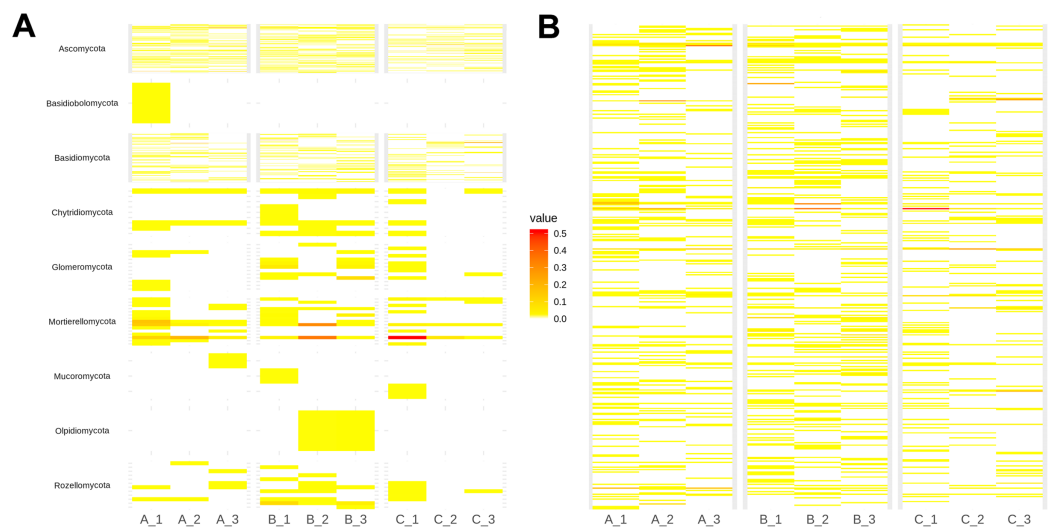 A
B
Ascomycota
Basidiobolomycota
Basidiomycota
Chytridiomycota
Glomeromycota
Mortierellomycota
Mucoromycota
Olpidiomycota
Rozellomycota
value
0.5
0.4
0.3
0.2
0.1
0.0
A_1 A_2 A_3 B_1 B_2 B_3 C_1 C_2 C_3
A_1 A_2 A_3 B_1 B_2 B_3 C_1 C_2 C_3